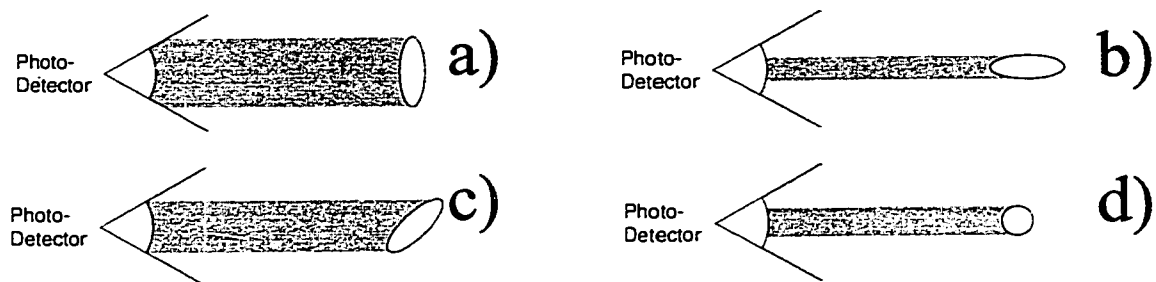 Photo-
Detector
a)
Photo-
Detector
b)
Photo-
Detector
c)
Photo-
Detector
d)